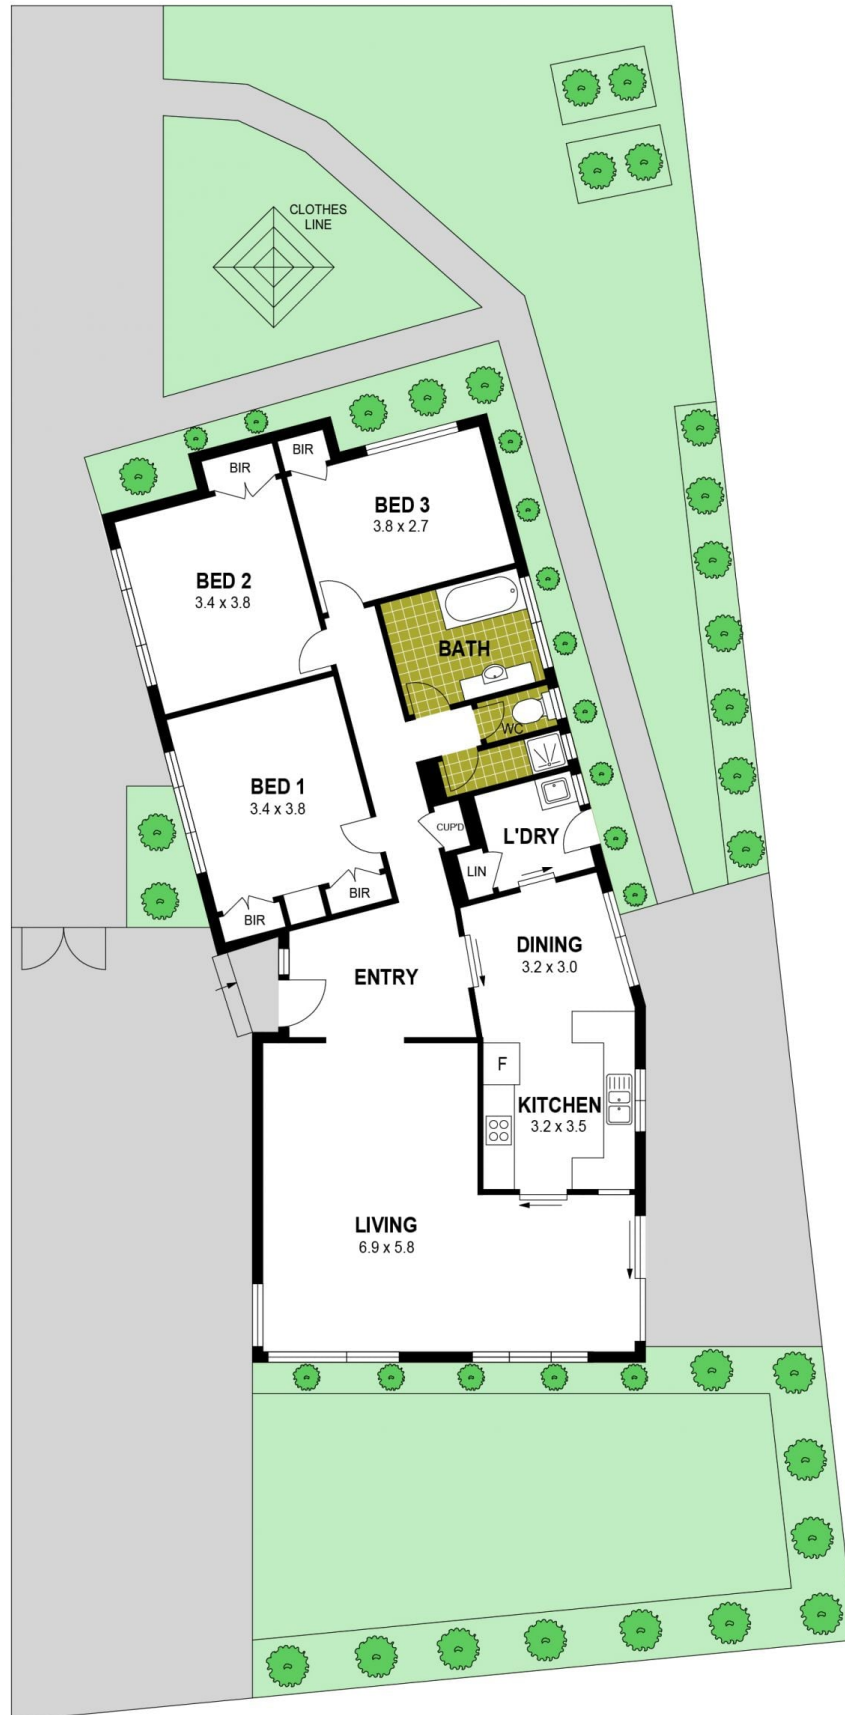 CLOTHES
LINE
BIR
BIR
BED 3
3.8 x 2.7
BED 2
3.4 x 3.8
BATH
WC
BED 1
3.4 x 3.8
CUP'D
L'DRY
LIN
BIR
BIR
DINING
3.2 x 3.0
ENTRY
F
KITCHEN
3.2 x 3.5
LIVING
6.9 x 5.8